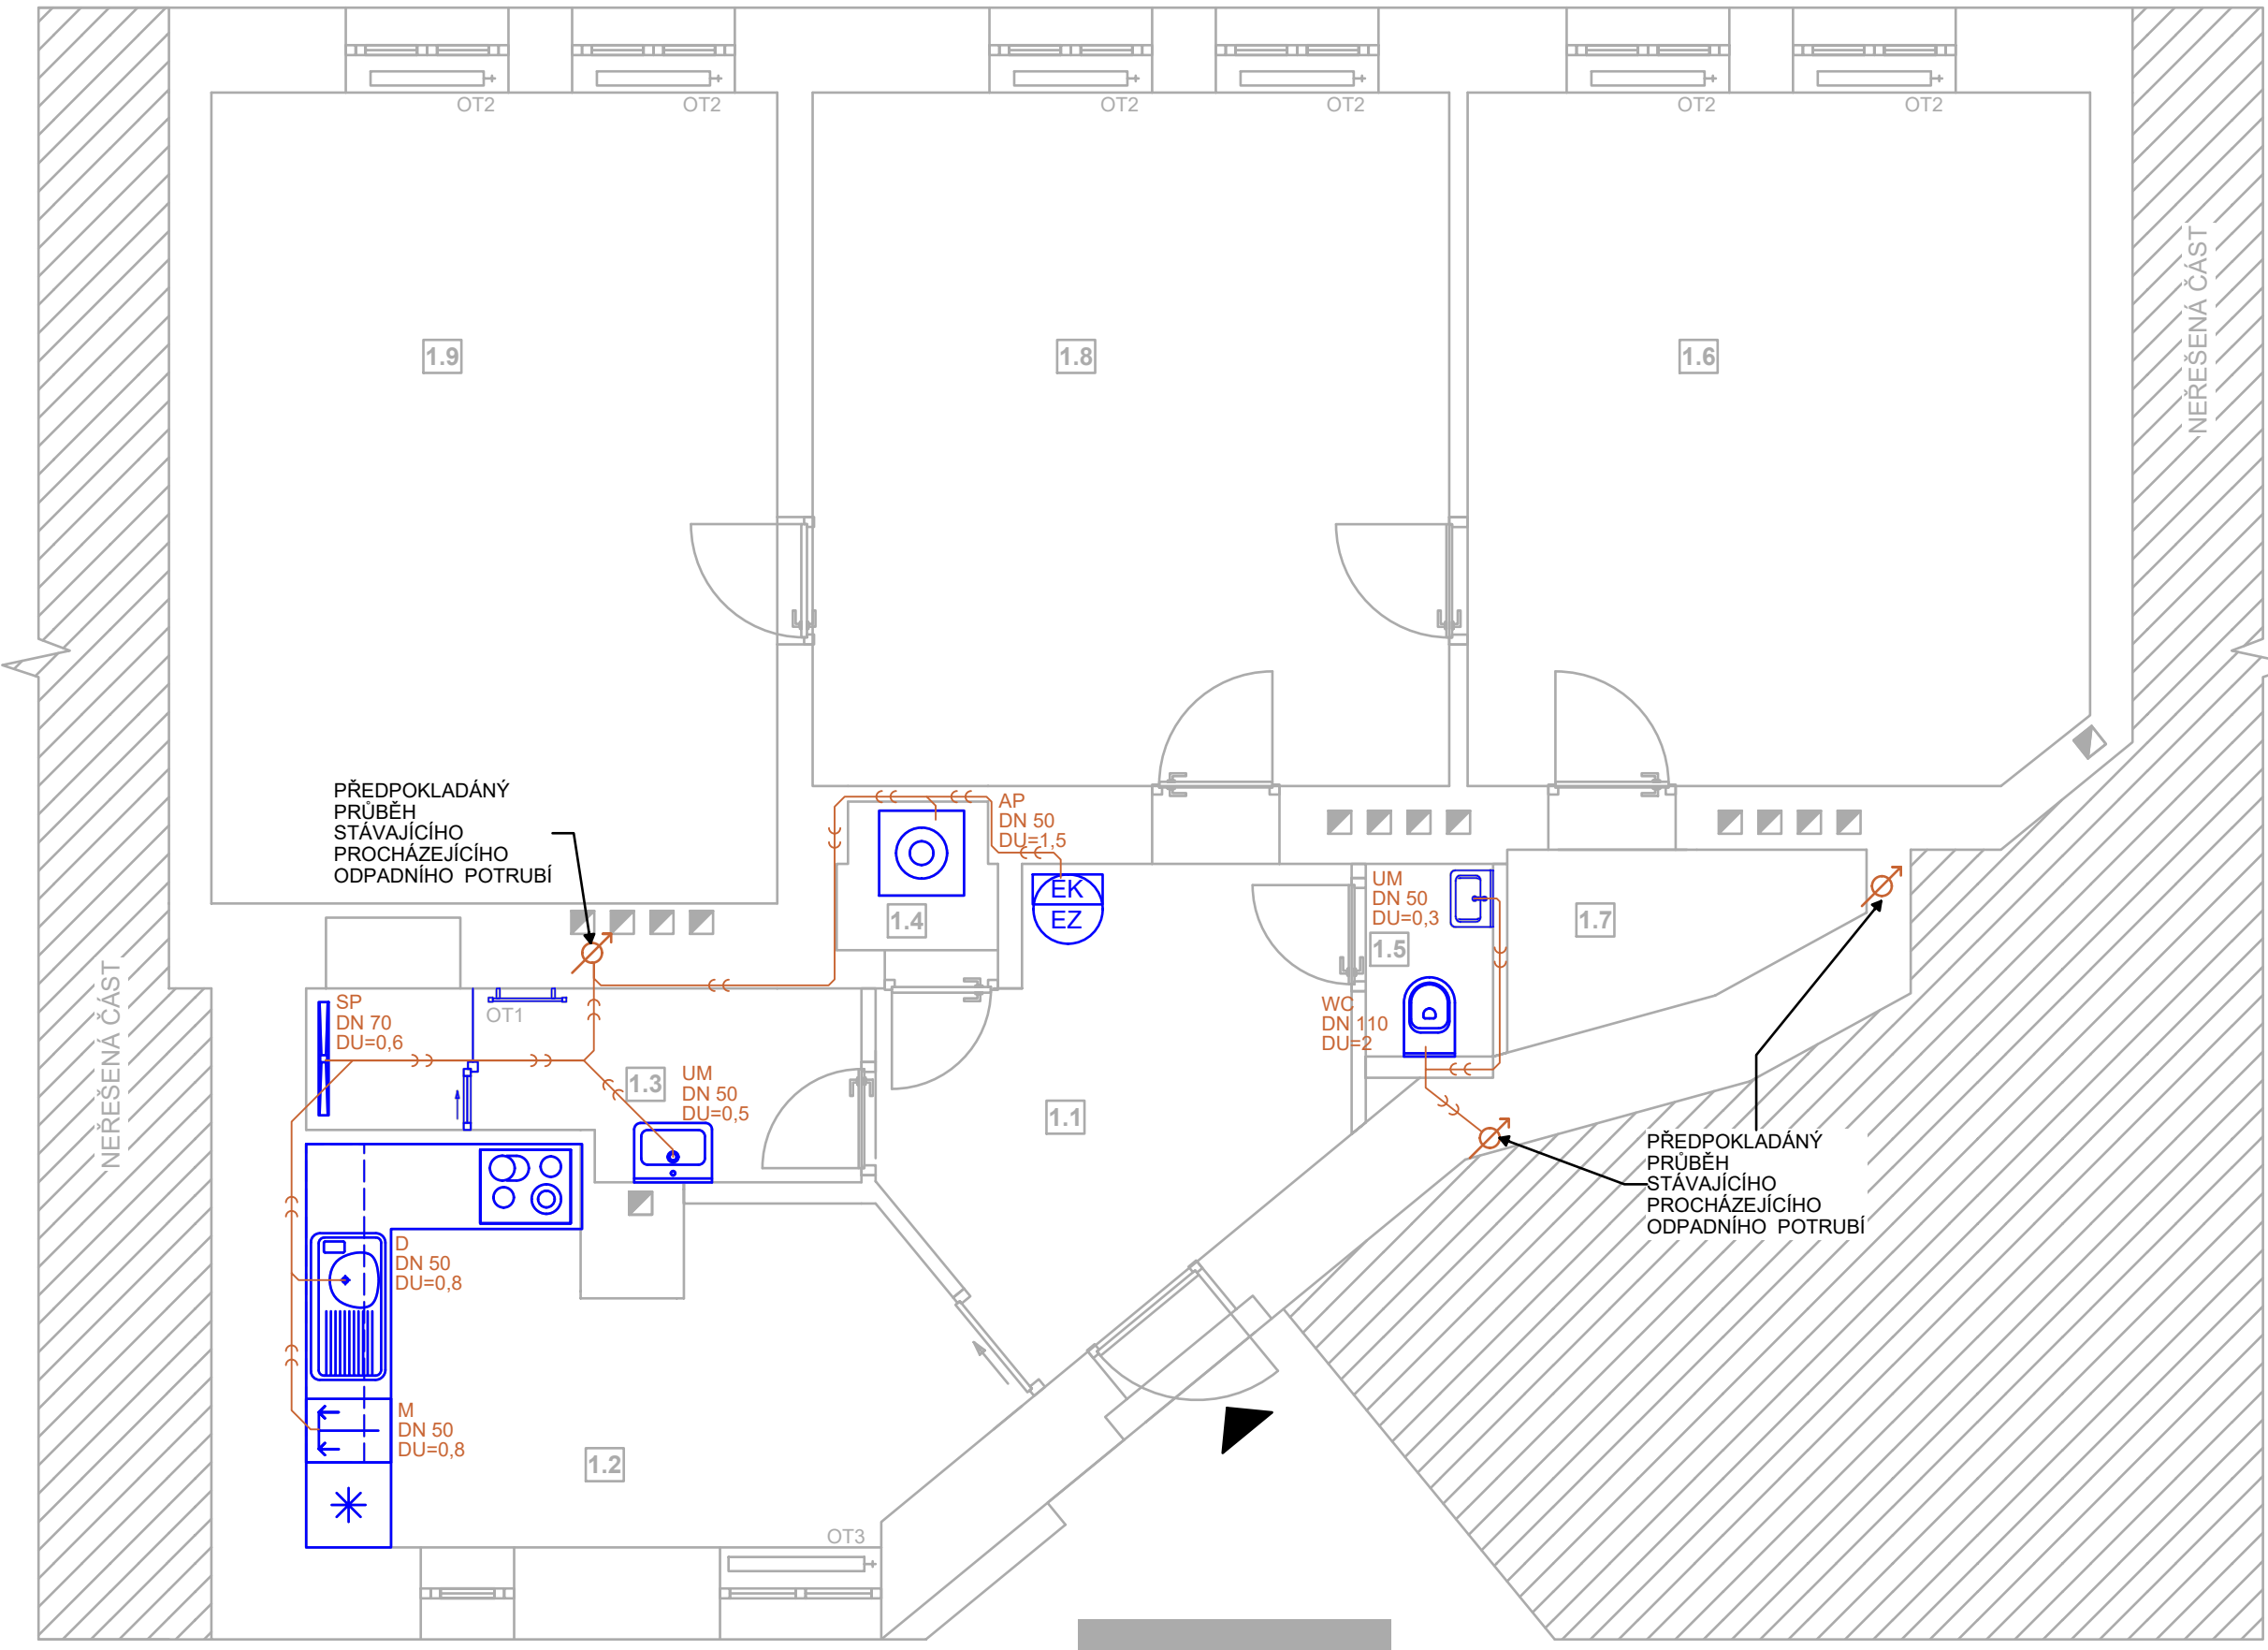 OT2
OT2
OT2
OT2
OT2
OT2
NEŘEŠENÁ ČÁST
1.9
1.8
1.6
PŘEDPOKLADÁNÝ
PRŮBĚH
STÁVAJÍCÍHO
PROCHÁZEJÍCÍHO
ODPADNÍHO POTRUBÍ
AP
DN 50
DU=1,5
EK
EZ
1.4
UM
DN 50
DU=0,3
1.5
1.7
NEŘEŠENÁ ČÁST
SP
DN 70
DU=0,6
OT1
WC
DN 110
DU=2
1.3
UM
DN 50
DU=0,5
1.1
PŘEDPOKLADÁNÝ
PRŮBĚH
STÁVAJÍCÍHO
PROCHÁZEJÍCÍHO
ODPADNÍHO POTRUBÍ
D
DN 50
DU=0,8
M
DN 50
DU=0,8
1.2
OT3